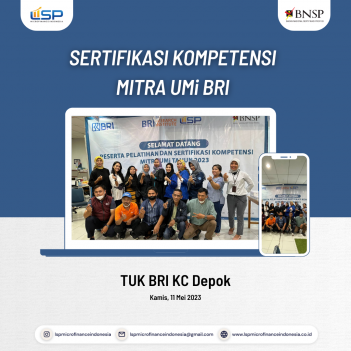 LSP
BNSP
SERTIFIKASI KOMPETENSI
MITRA UMi BRI
BRI
BRI
LSP
BNSP
SELAMAT DATANG
PESERTA PELATIHAN DAN SERTIFIKASI KOMPETENSI
MITRA UMI TAHUN 2023
TUK BRI KC Depok
Kamis, 11 Mei 2023
lspmicrofinanceindonesia
lspmicrofinanceindonesia@gmail.com
www.lspmicrofinanceindonesia.co.id